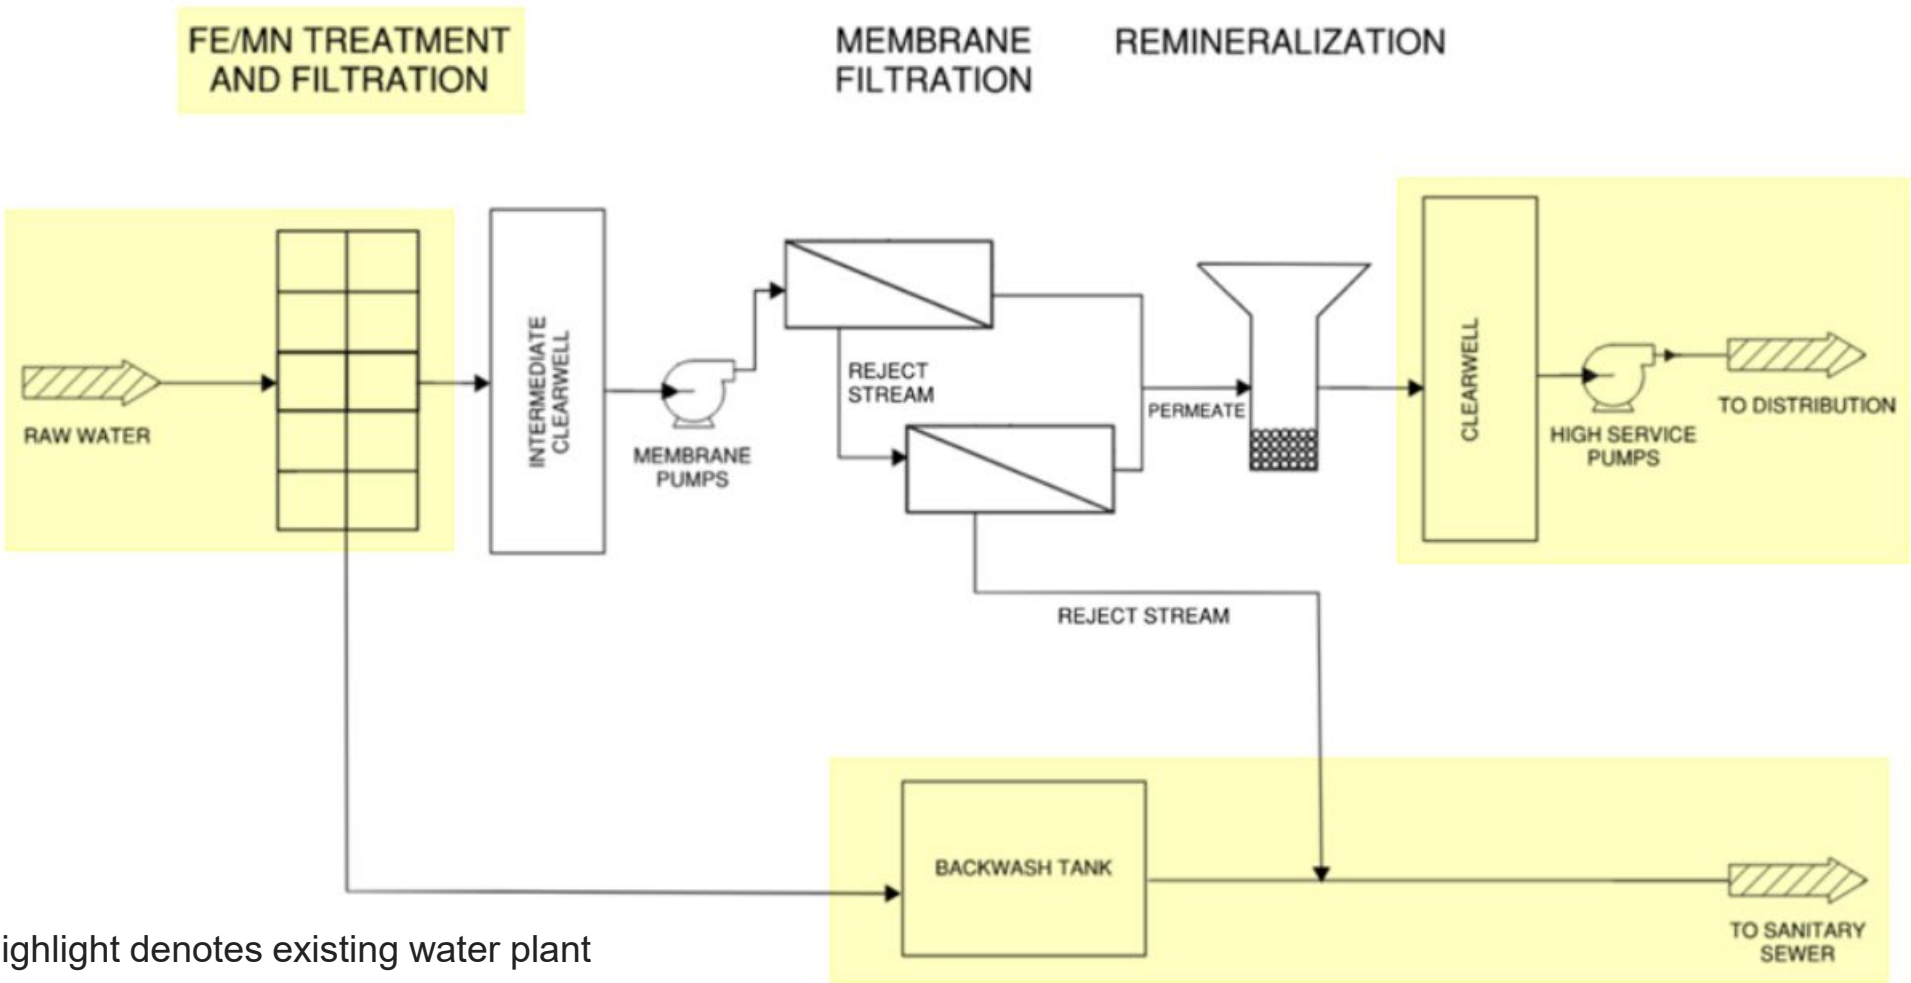 FE/MN TREATMENT
AND FILTRATION
MEMBRANE
FILTRATION
REMINERALIZATION
RAW WATER
INTERMEDIATE
CLEARWELL
MEMBRANE
PUMPS
REJECT
STREAM
PERMEATE
CLEARWELL
HIGH SERVICE
PUMPS
TO DISTRIBUTION
REJECT STREAM
BACKWASH TANK
TO SANITARY
SEWER
ighlight denotes existing water plant